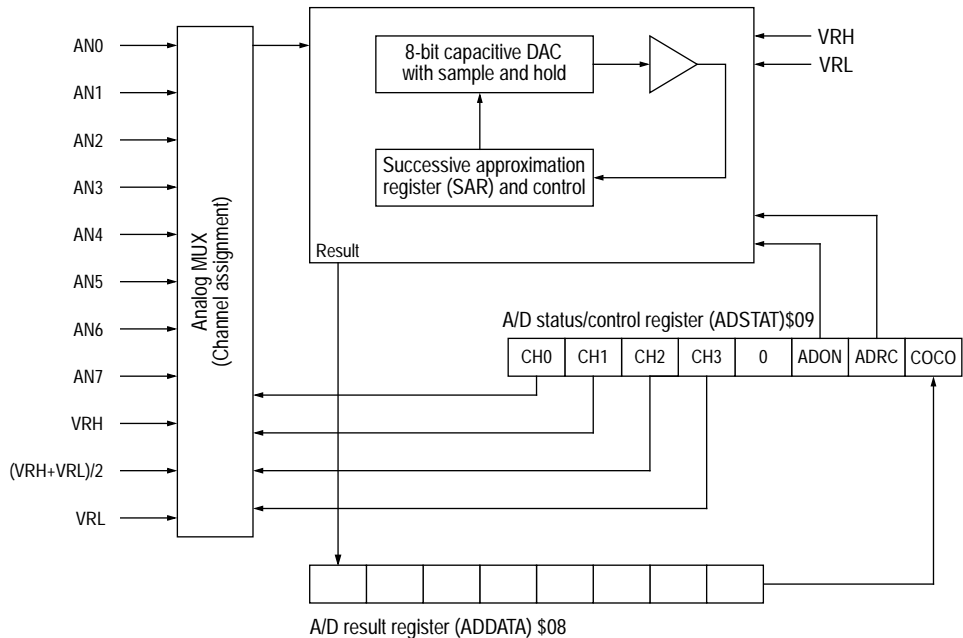 AN0
AN1
AN2
AN3
AN4
AN5
AN6
AN7
VRH
(VRH+VRL)/2
VRL
Analog MUX
(Channel assignment)
8-bit capacitive DAC
with sample and hold
Successive approximation
register (SAR) and control
Result
VRH
VRL
A/D status/control register (ADSTAT)$09
CH0 CH1 CH2 CH3 0 ADON ADRC COCO
A/D result register (ADDATA) $08